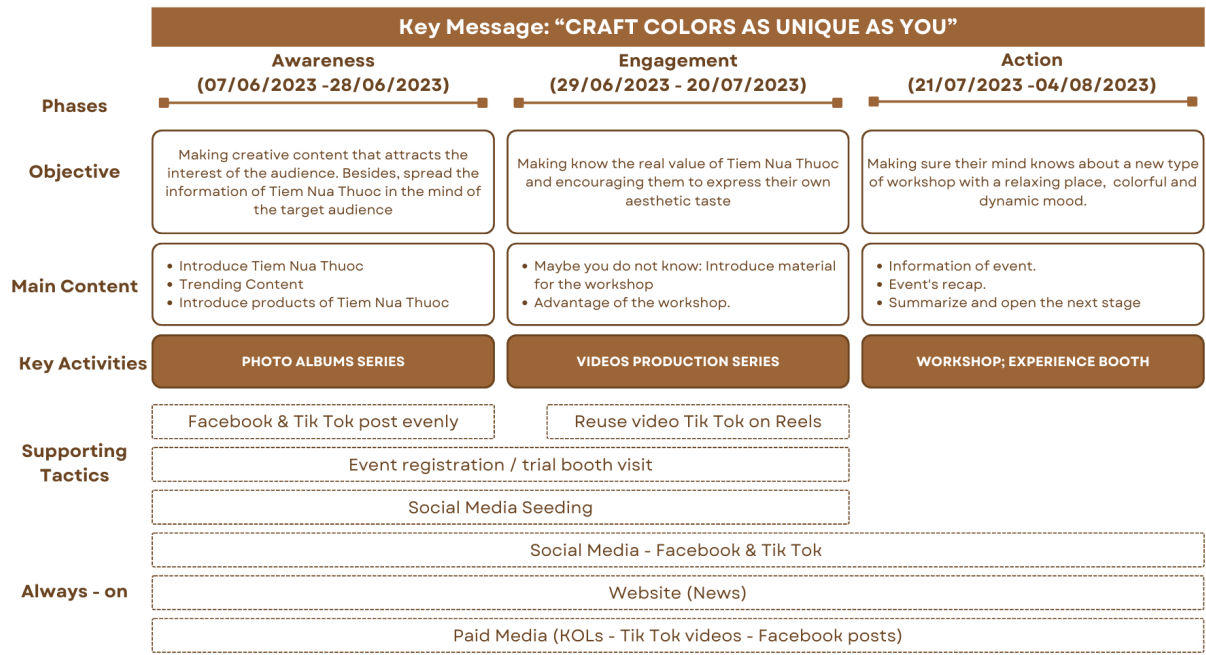 Key Message: “CRAFT COLORS AS UNIQUE AS YOU”
Phases
Awareness
(07/06/2023 -28/06/2023)
Engagement
(29/06/2023 - 20/07/2023)
Action
(21/07/2023 -04/08/2023)
Objective
Making creative content that attracts the
interest of the audience. Besides, spread the
information of Tiem Nua Thuoc in the mind of
the target audience
Making know the real value of Tiem Nua Thuoc
and encouraging them to express their own
aesthetic taste
Making sure their mind knows about a new type
of workshop with a relaxing place, colorful and
dynamic mood.
Main Content
• Introduce Tiem Nua Thuoc
• Trending Content
• Introduce products of Tiem Nua Thuoc
• Maybe you do not know: Introduce material
for the workshop
• Advantage of the workshop.
• Information of event.
• Event's recap.
• Summarize and open the next stage
Key Activities
PHOTO ALBUMS SERIES
VIDEOS PRODUCTION SERIES
WORKSHOP; EXPERIENCE BOOTH
Supporting
Tactics
Facebook & Tik Tok post evenly
Reuse video Tik Tok on Reels
Event registration / trial booth visit
Social Media Seeding
Always - on
Social Media - Facebook & Tik Tok
Website (News)
Paid Media (KOLs - Tik Tok videos - Facebook posts)